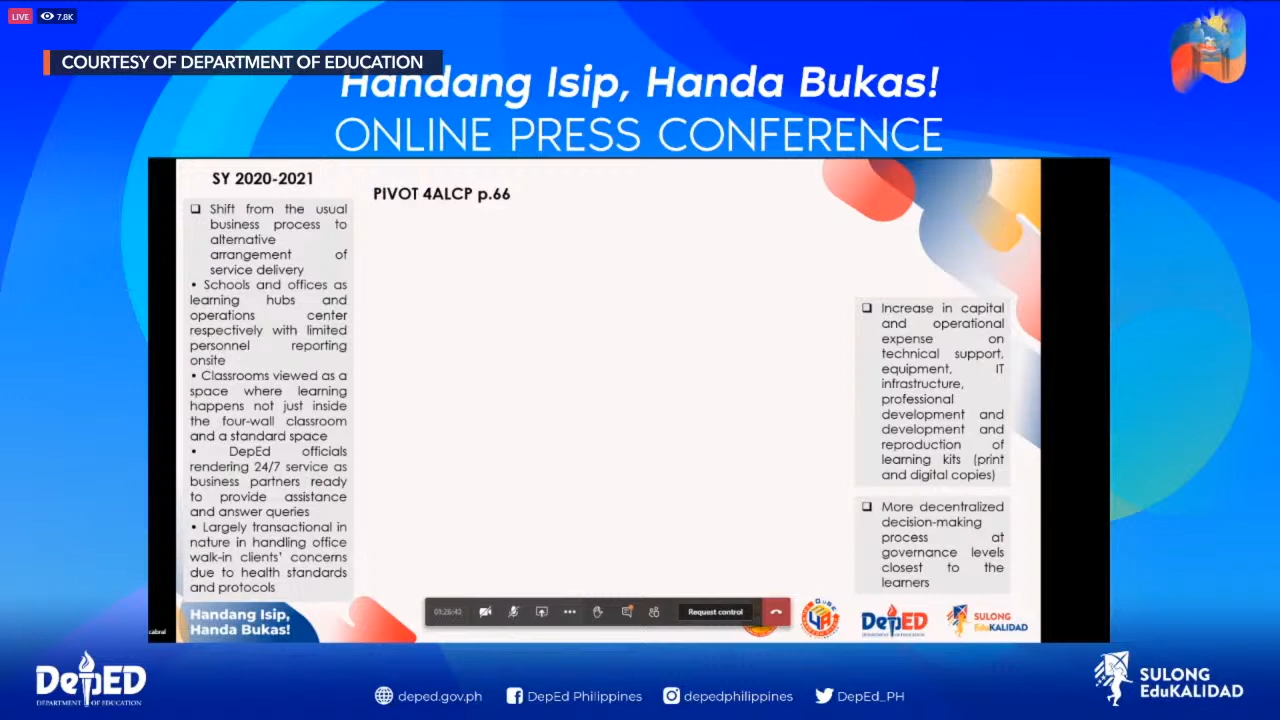 LIVE 7.8K
COURTESY OF DEPARTMENT OF EDUCATION
Handang Isip, Handa Bukas!
ONLINE PRESS CONFERENCE
SY 2020-2021
PIVOT 4ALCP p.66
❑ Shift from the usual
business process to
alternative
arrangement of
service delivery
• Schools and offices as
learning hubs and
operations center
respectively with limited
personnel reporting
onsite
• Classrooms viewed as a
space where learning
happens not just inside
the four-wall classroom
and a standard space
• DepEd officials
rendering 24/7 service as
business partners ready
to provide assistance
and answer queries
• Largely transactional in
nature in handling office
walk-in clients' concerns
due to health standards
and protocols
❑ Increase in capital
and operational
expense on
technical support,
equipment, IT
infrastructure,
professional
development and
development and
reproduction of
learning kits (print
and digital copies)
❑ More decentralized
decision-making
process at
governance levels
closest to the
learners
Handang Isip,
Handa Bukas!
cabral
01:26:43
Request control
DepED
DEPARTMENT OF EDUCATION
SULONG
EduKALIDAD
DepED
DEPARTMENT OF EDUCATION
deped.gov.ph DepEd Philippines depedphilippines DepEd_PH
SULONG
EduKALIDAD